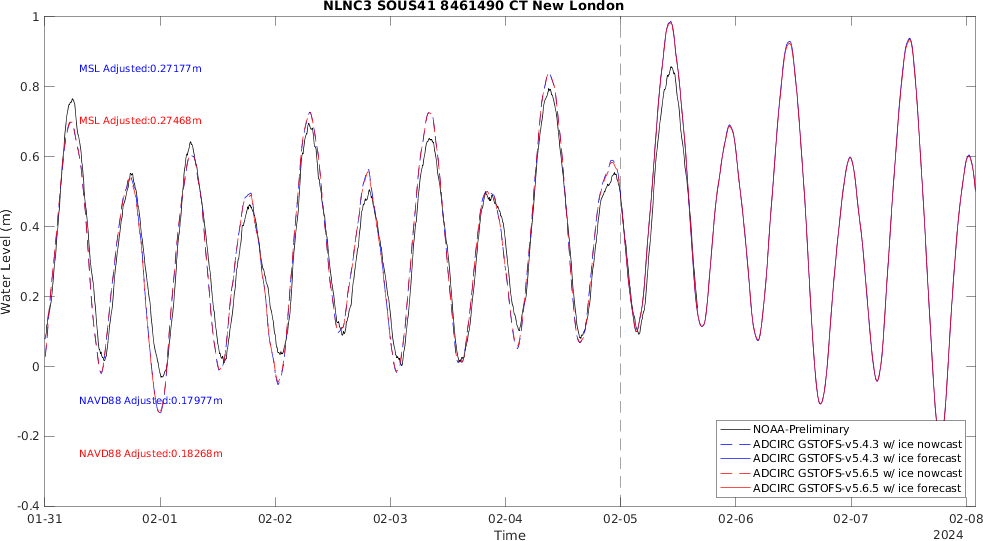 NLNC3 SOUS41 8461490 CT New London
1
0.8
0.6
0.4
0.2
0
-0.2
-0.4
Water Level (m)
MSL Adjusted:0.27177m
MSL Adjusted:0.27468m
NAVD88 Adjusted:0.17977m
NAVD88 Adjusted:0.18268m
NOAA-Preliminary
ADCIRC GSTOFS-v5.4.3 w/ ice nowcast
ADCIRC GSTOFS-v5.4.3 w/ ice forecast
ADCIRC GSTOFS-v5.6.5 w/ ice nowcast
ADCIRC GSTOFS-v5.6.5 w/ ice forecast
01-31 02-01 02-02 02-03 02-04 02-05 02-06 02-07 02-08
Time
2024